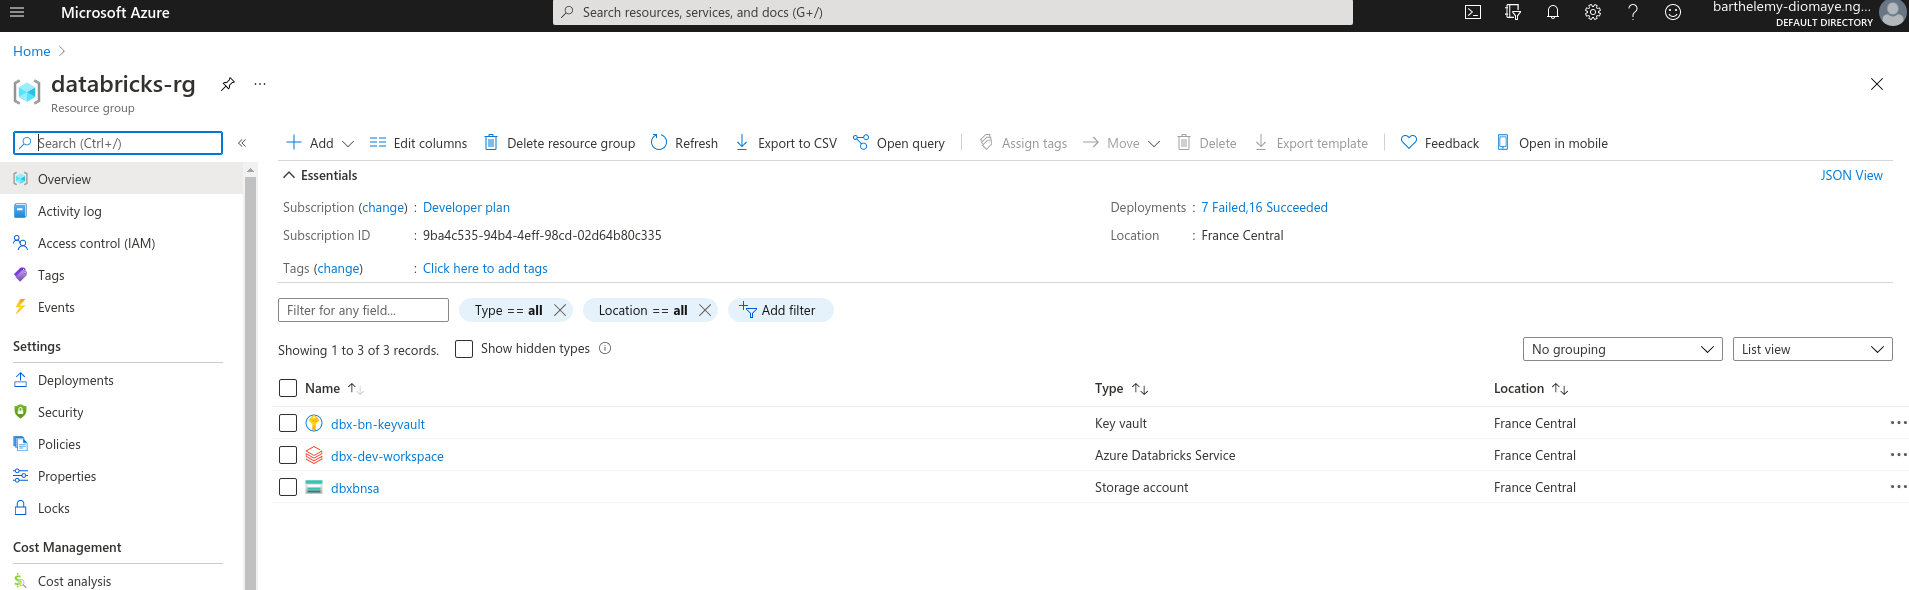 Microsoft Azure
Search resources, services, and docs (G+/)
barthelemy-diomaye.ng...
DEFAULT DIRECTORY
Home
databricks-rg
...
Resource group
Search (Ctrl+/)
«
Add
Edit columns
Delete resource group
Refresh
Export to CSV
Open query
Assign tags
Move
Delete
Export template
Feedback
Open in mobile
Overview
Activity log
Access control (IAM)
Tags
Events
Settings
Deployments
Security
Policies
Properties
Locks
Cost Management
Cost analysis
Essentials
JSON View
Subscription (change) : Developer plan
Deployments : 7 Failed,16 Succeeded
Subscription ID : 9ba4c535-94b4-4eff-98cd-02d64b80c335
Location : France Central
Tags (change) : Click here to add tags
Filter for any field...
Type == all
Location == all
Add filter
Showing 1 to 3 of 3 records.
Show hidden types
No grouping
List view
Name Type Location
dbx-bn-keyvault Key vault France Central ...
dbx-dev-workspace Azure Databricks Service France Central ...
dbxbnsa Storage account France Central ...